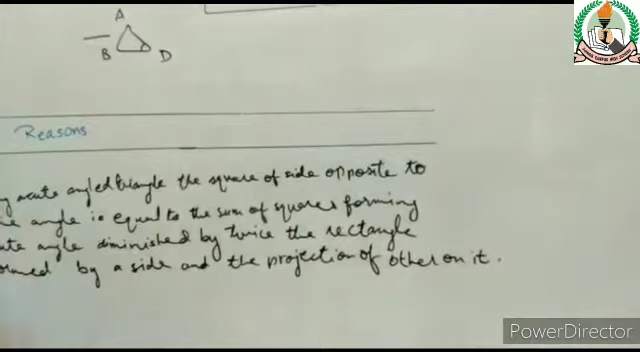 A
B
D
Reasons
acute angled triangle the square of side opposite to
angle is equal to the sum of squares forming
angle diminished by twice the rectangle
by a side and the projection of other on it.
PowerDirector